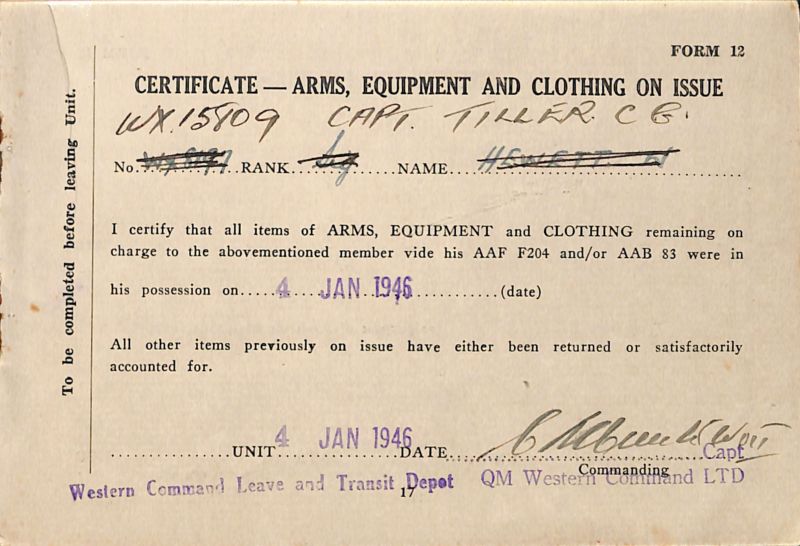 FORM 12
CERTIFICATE — ARMS, EQUIPMENT AND CLOTHING ON ISSUE
WX.15809 CAPT. TILLER. C G.
No. RANK Sig NAME HEWETT W
I certify that all items of ARMS, EQUIPMENT and CLOTHING remaining on
charge to the abovementioned member vide his AAF F204 and/or AAB 83 were in
his possession on 4 JAN 1946 (date)
All other items previously on issue have either been returned or satisfactorily
accounted for.
UNIT 4 JAN 1946 DATE Capt
Commanding
Western Command Leave and Transit Depot QM Western Command LTD
17
To be completed before leaving Unit.